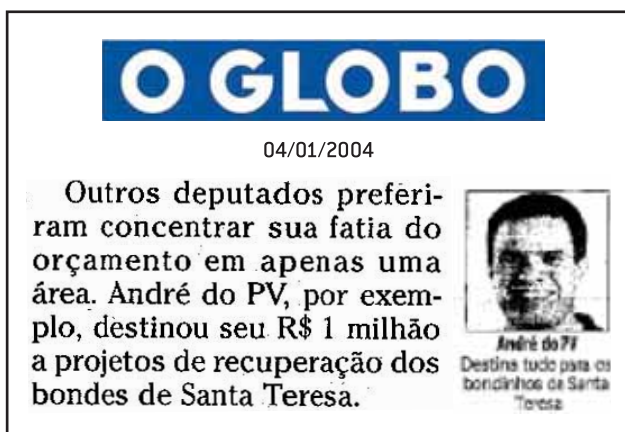 O GLOBO
04/01/2004
Outros deputados preferi-
ram concentrar sua fatia do
orçamento em apenas uma
área. André do PV, por exem-
plo, destinou seu R$ 1 milhão
a projetos de recuperação dos
bondes de Santa Teresa.
André do PV
Destina tudo para os
bondinhos de Santa
Teresa